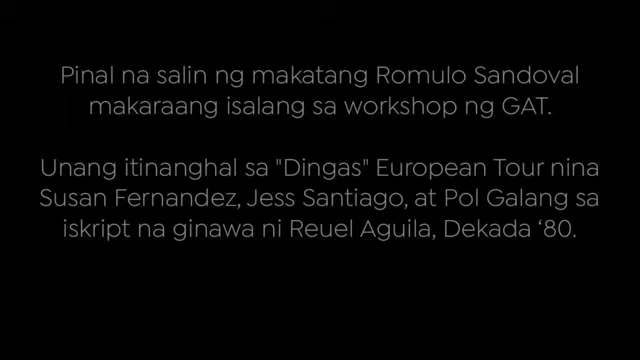 Pinal na salin ng makatang Romulo Sandoval
makaraang isalang sa workshop ng GAT.
Unang itinanghal sa "Dingas" European Tour nina
Susan Fernandez, Jess Santiago, at Pol Galang sa
iskript na ginawa ni Reuel Aguila, Dekada ‘80.